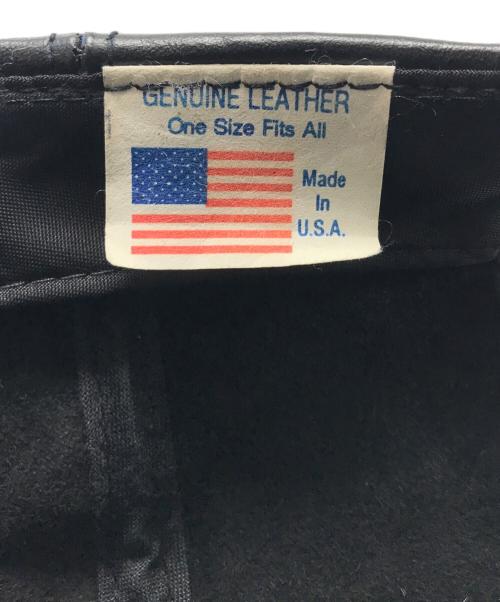 GENUINE LEATHER
One Size Fits All
Made
In
U.S.A.